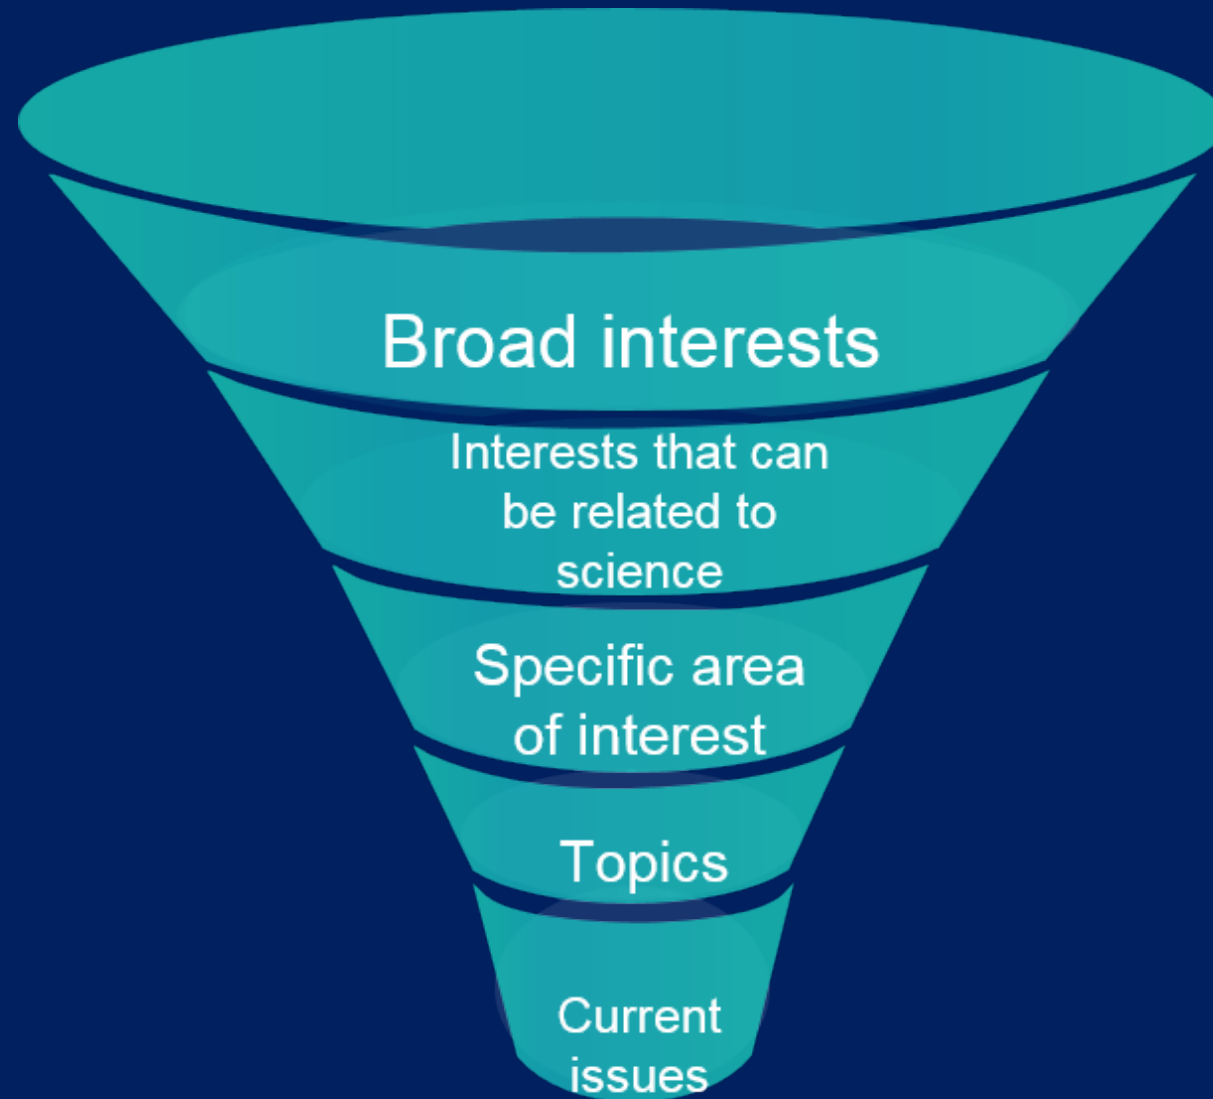 Broad interests
Interests that can
be related to
science
Specific area
of interest
Topics
Current
issues